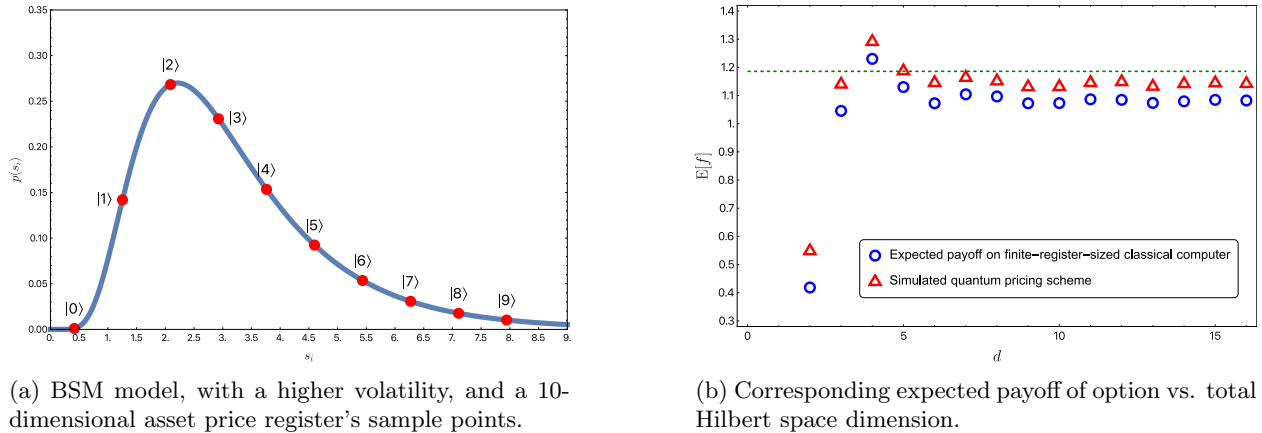 0.35
0.30
0.25
0.20
0.15
0.10
0.05
0.00
p(s_i)
|0⟩
|1⟩
|2⟩
|3⟩
|4⟩
|5⟩
|6⟩
|7⟩
|8⟩
|9⟩
0. 0.5 1. 1.5 2. 2.5 3. 3.5 4. 4.5 5. 5.5 6. 6.5 7. 7.5 8. 8.5 9.
s_i
(a) BSM model, with a higher volatility, and a 10-
dimensional asset price register's sample points.
1.4
1.3
1.2
1.1
1.0
0.9
0.8
0.7
0.6
0.5
0.4
0.3
E[f]
Expected payoff on finite-register-sized classical computer
Simulated quantum pricing scheme
0 5 10 15
d
(b) Corresponding expected payoff of option vs. total
Hilbert space dimension.